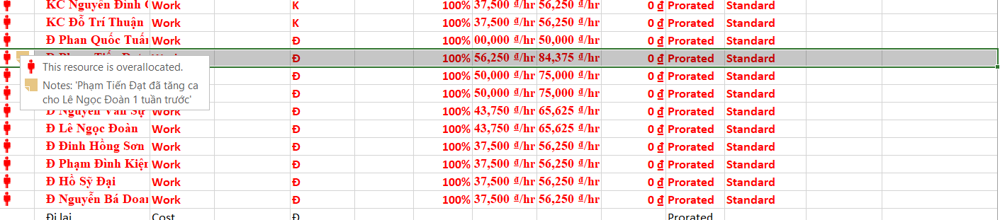 KC Nguyễn Đình Work K 100% 37,500 ₫/hr 56,250 ₫/hr 0 ₫ Prorated Standard
KC Đỗ Trí Thuận Work K 100% 37,500 ₫/hr 56,250 ₫/hr 0 ₫ Prorated Standard
Đ Phan Quốc Tuấn Work Đ 100% 00,000 ₫/hr 50,000 ₫/hr 0 ₫ Prorated Standard
Đ 100% 56,250 ₫/hr 84,375 ₫/hr 0 ₫ Prorated Standard
This resource is overallocated.
Notes: 'Phạm Tiến Đạt đã tăng ca
cho Lê Ngọc Đoàn 1 tuần trước'
Đ 100% 50,000 ₫/hr 75,000 ₫/hr 0 ₫ Prorated Standard
Đ 100% 50,000 ₫/hr 75,000 ₫/hr 0 ₫ Prorated Standard
Đ Nguyễn Văn Sự Work Đ 100% 43,750 ₫/hr 65,625 ₫/hr 0 ₫ Prorated Standard
Đ Lê Ngọc Đoàn Work Đ 100% 43,750 ₫/hr 65,625 ₫/hr 0 ₫ Prorated Standard
Đ Đinh Hồng Sơn Work Đ 100% 37,500 ₫/hr 56,250 ₫/hr 0 ₫ Prorated Standard
Đ Phạm Đình Kiện Work Đ 100% 37,500 ₫/hr 56,250 ₫/hr 0 ₫ Prorated Standard
Đ Hồ Sỹ Đại Work Đ 100% 37,500 ₫/hr 56,250 ₫/hr 0 ₫ Prorated Standard
Đ Nguyễn Bá Doan Work Đ 100% 37,500 ₫/hr 56,250 ₫/hr 0 ₫ Prorated Standard
Đi lại Cost Đ Prorated